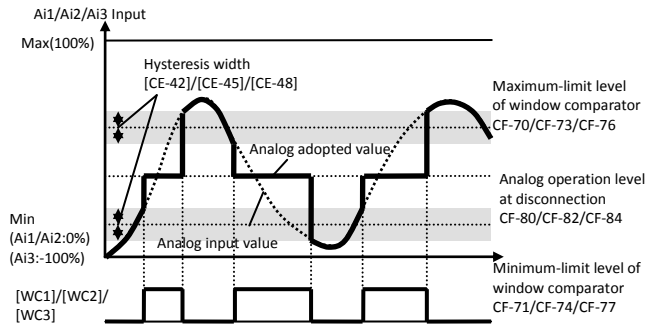 Ai1/Ai2/Ai3 Input
Max(100%)
Hysteresis width
[CE-42]/[CE-45]/[CE-48]
Maximum-limit level
of window comparator
CF-70/CF-73/CF-76
Analog adopted value
Analog operation level
at disconnection
CF-80/CF-82/CF-84
Min
(Ai1/Ai2:0%)
(Ai3:-100%)
Analog input value
Minimum-limit level of
window comparator
CF-71/CF-74/CF-77
[WC1]/[WC2]/
[WC3]